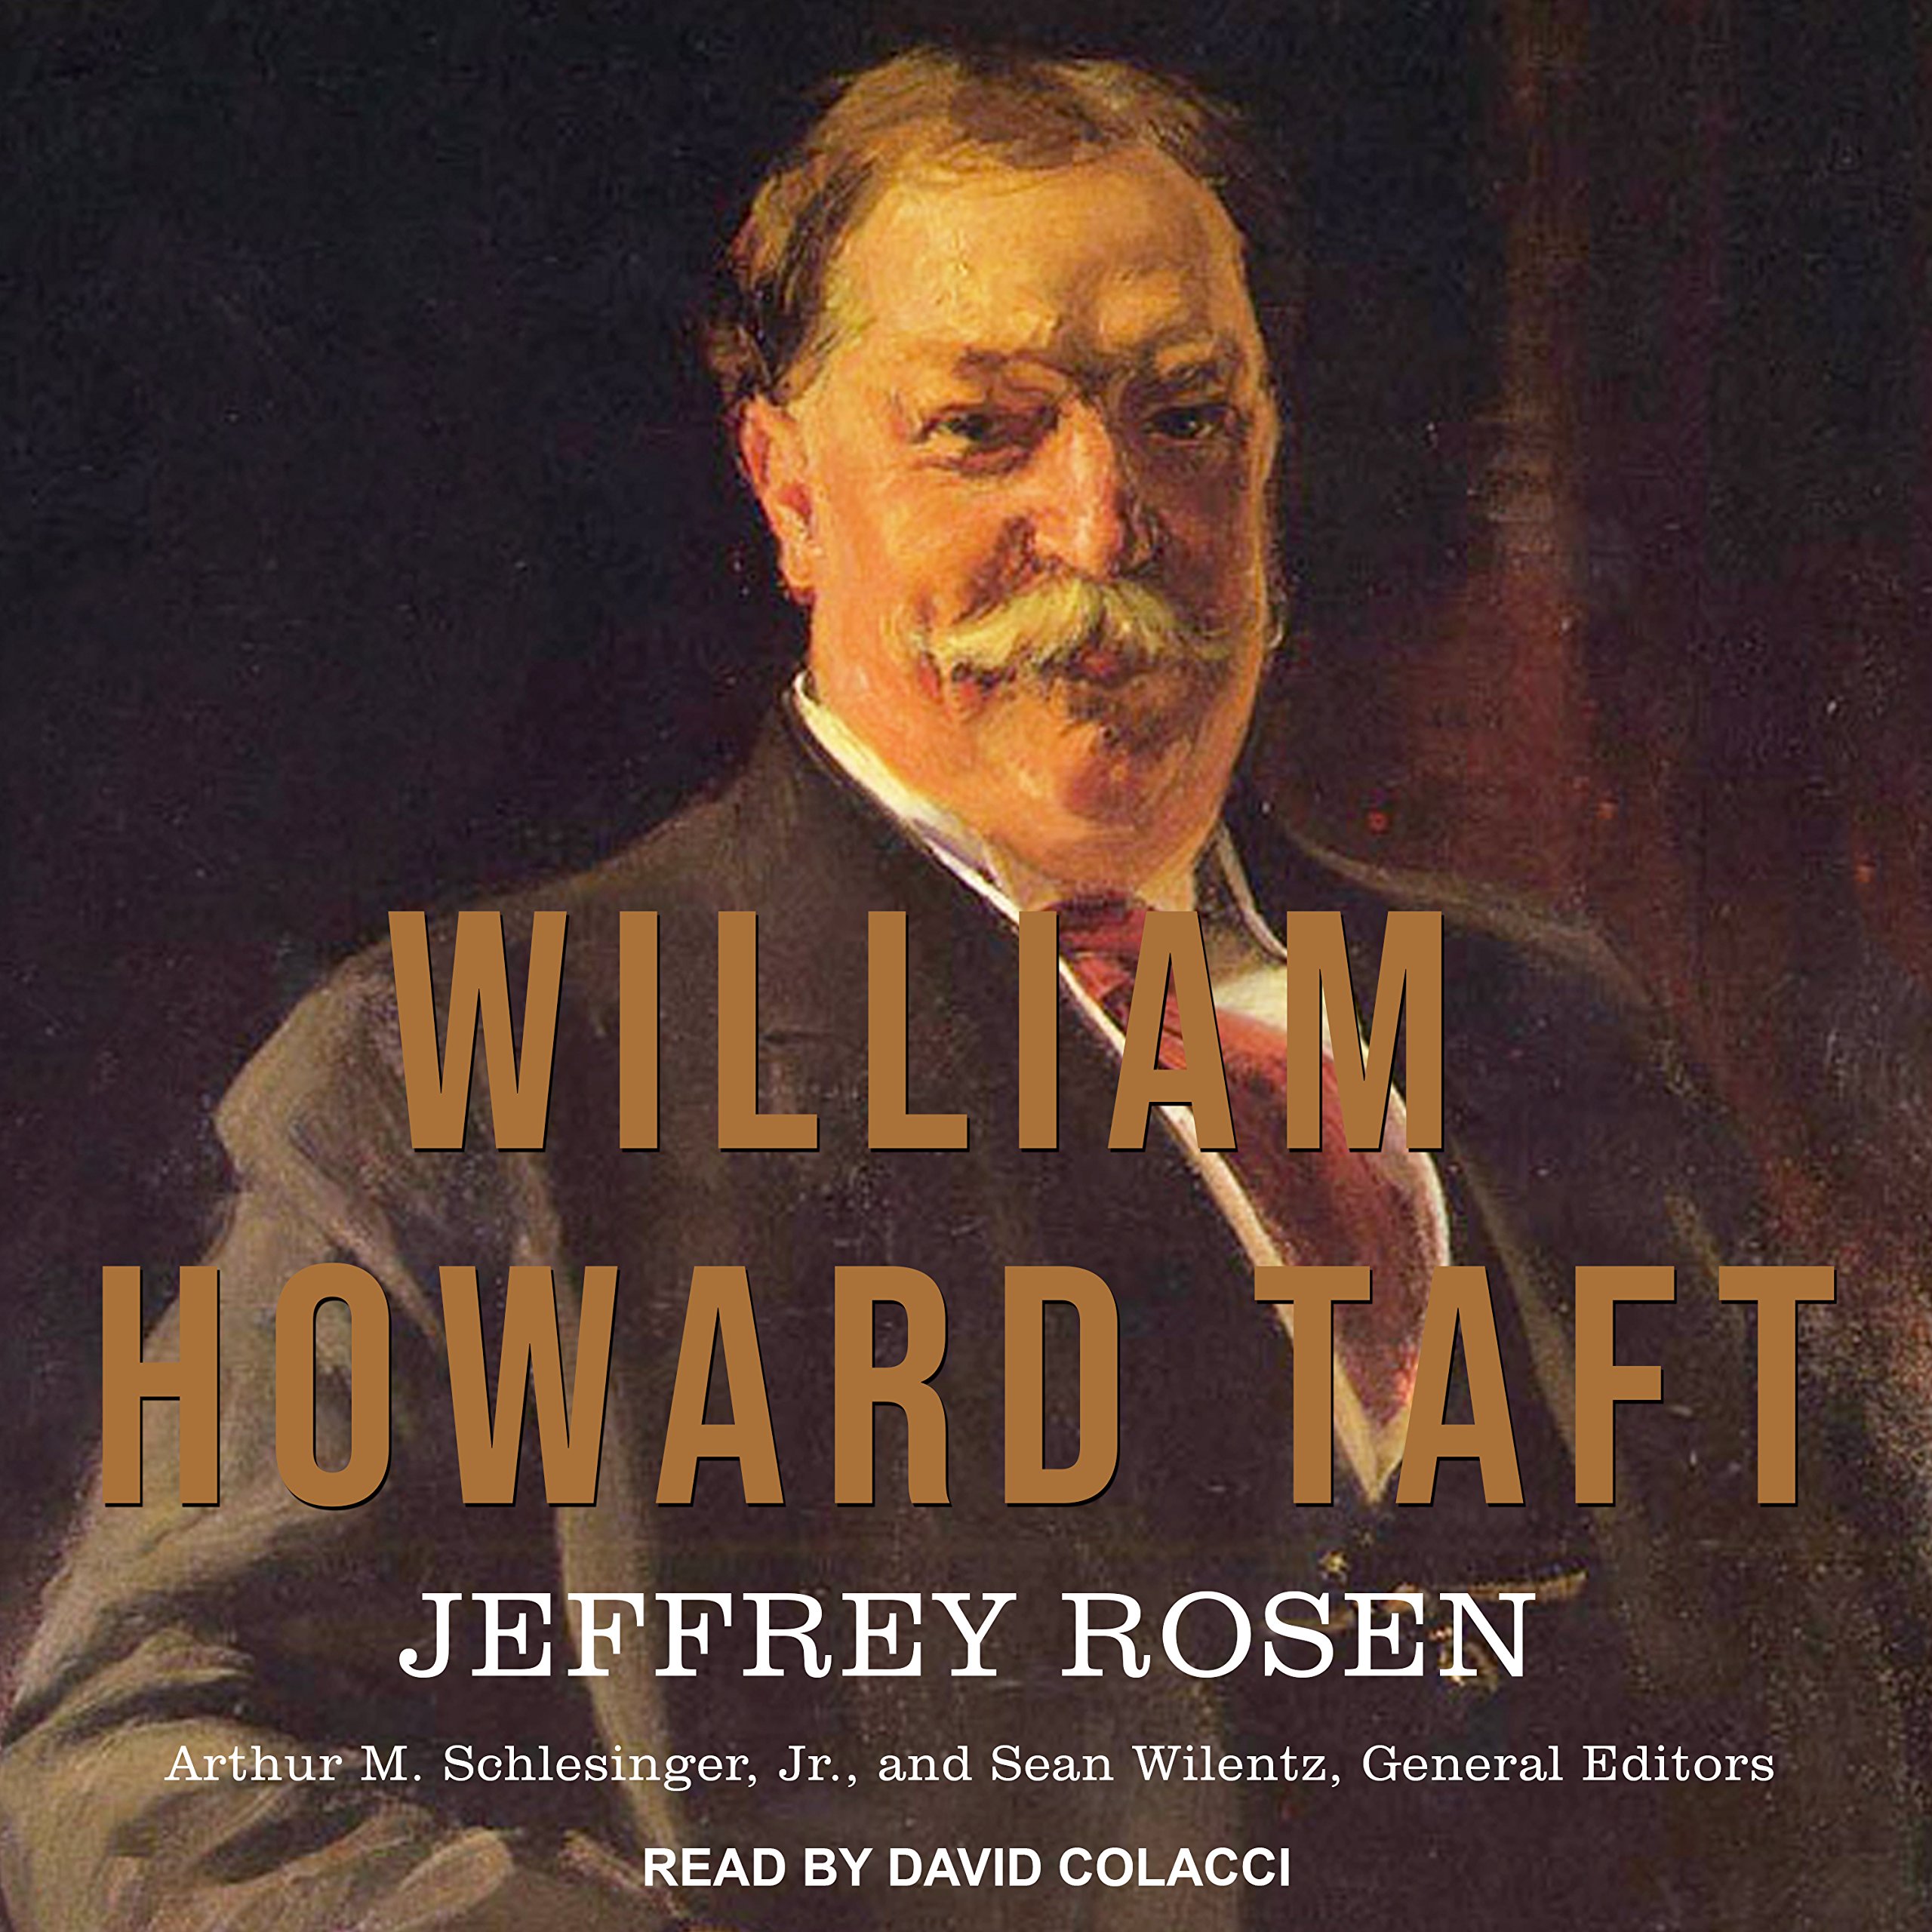 WILLIAM
HOWARD TAFT
JEFFREY ROSEN
Arthur M. Schlesinger, Jr., and Sean Wilentz, General Editors
READ BY DAVID COLACCI